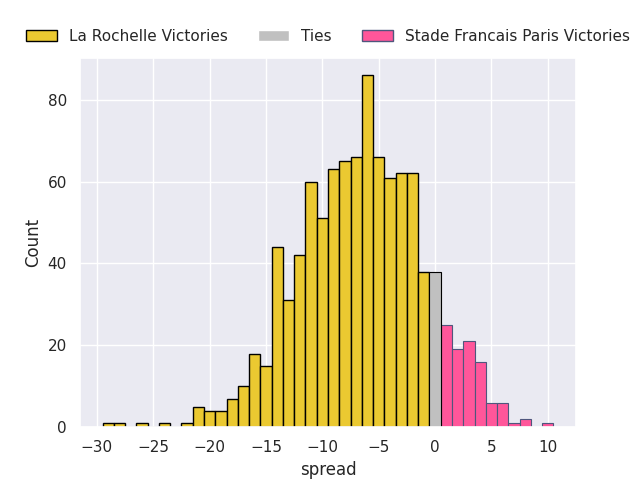 La Rochelle Victories Ties Stade Francais Paris Victories
80
60
40
20
0
Count
−30 −25 −20 −15 −10 −5 0 5 10
spread